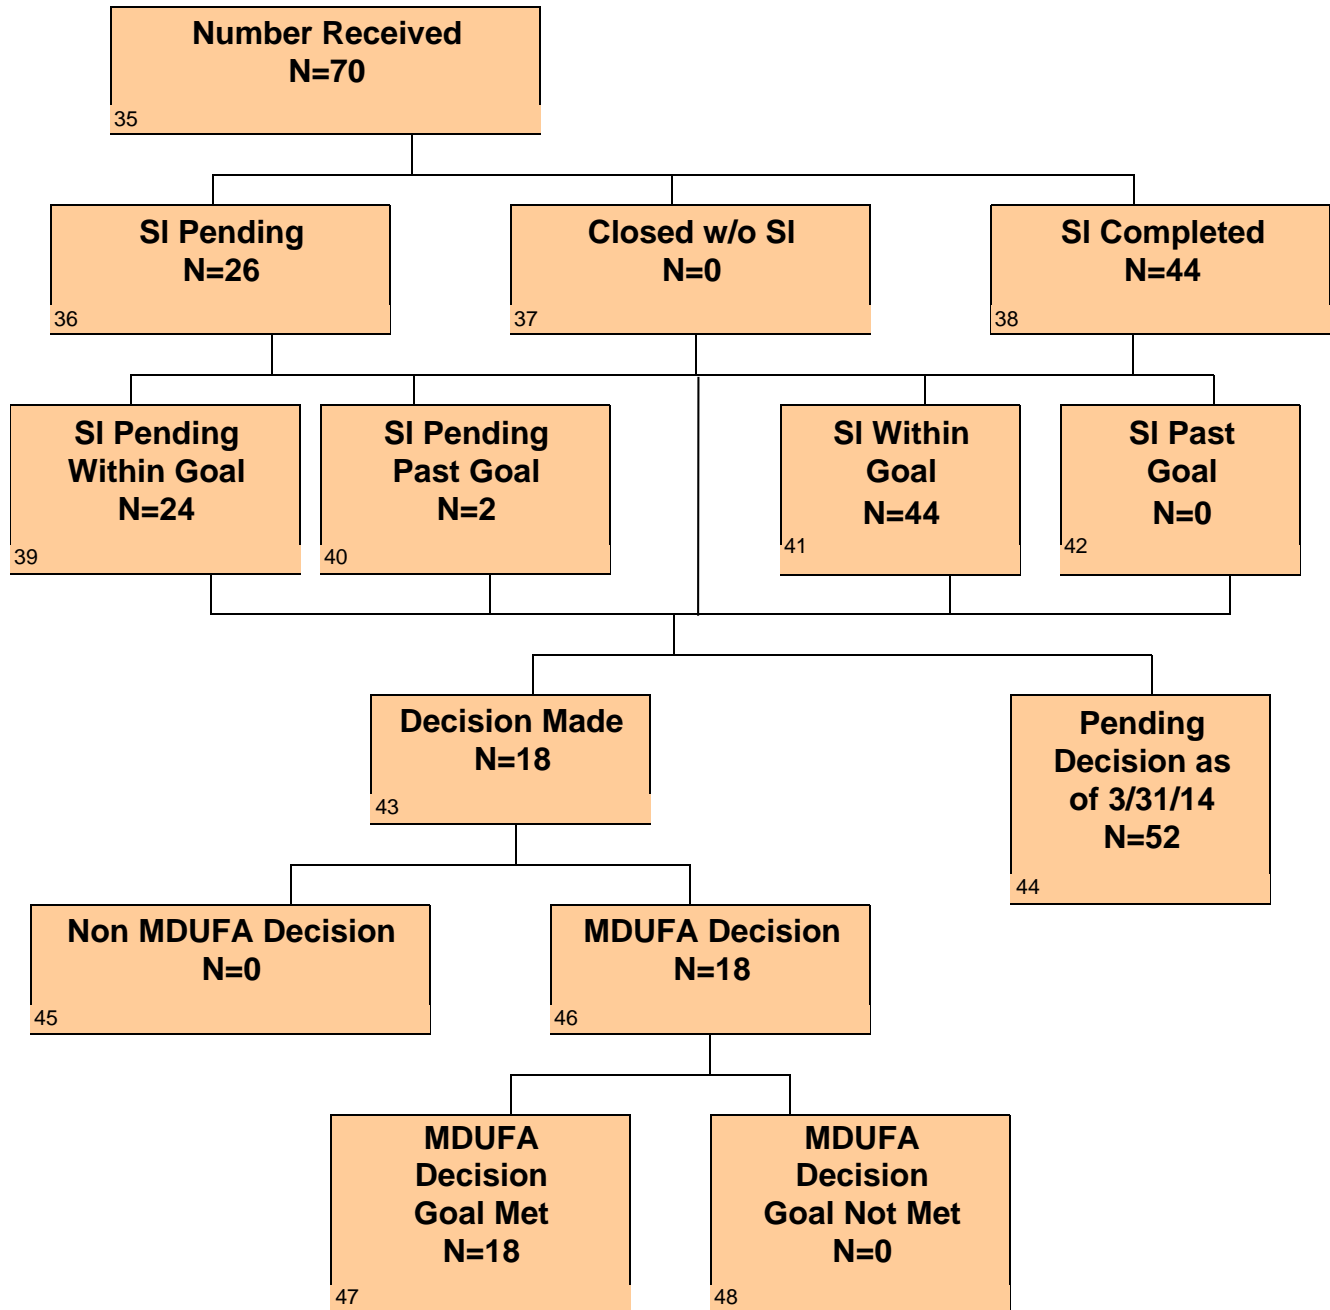 Number Received
N=70
35
SI Pending
N=26
36
Closed w/o SI
N=0
37
SI Completed
N=44
38
SI Pending
Within Goal
N=24
39
SI Pending
Past Goal
N=2
40
SI Within
Goal
N=44
41
SI Past
Goal
N=0
42
Decision Made
N=18
43
Pending
Decision as
of 3/31/14
N=52
44
Non MDUFA Decision
N=0
45
MDUFA Decision
N=18
46
MDUFA
Decision
Goal Met
N=18
47
MDUFA
Decision
Goal Not Met
N=0
48